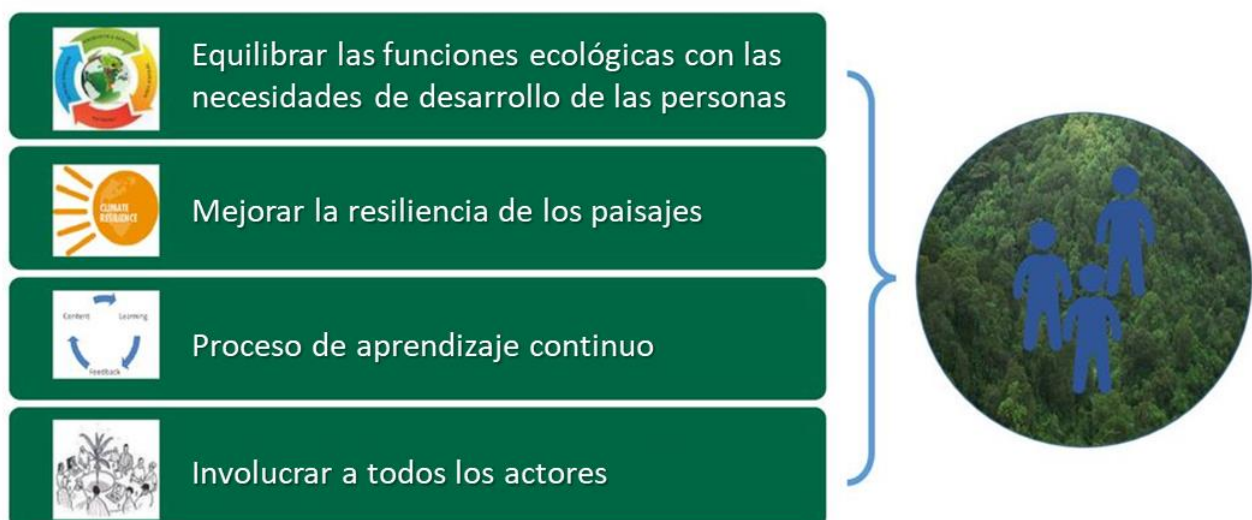 Equilibrar las funciones ecológicas con las
necesidades de desarrollo de las personas
CLIMATE
RESILIENCE
Mejorar la resiliencia de los paisajes
Content
Learning
Feedback
Proceso de aprendizaje continuo
Involucrar a todos los actores